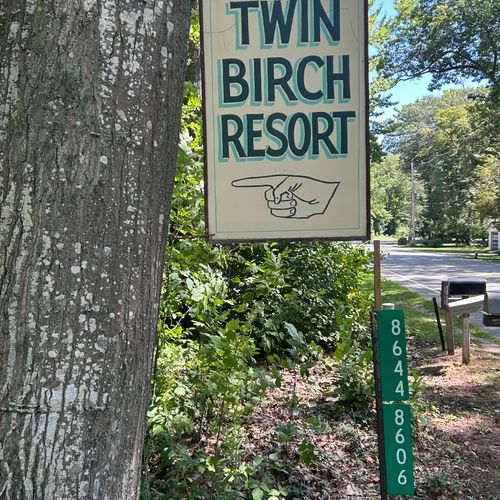 TWIN
BIRCH
RESORT
8644
8606